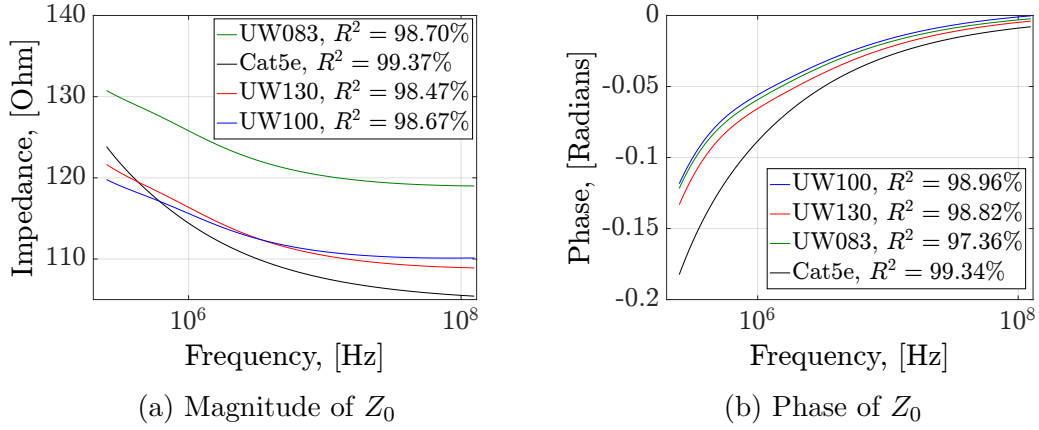 Impedance, [Ohm]
140
130
120
110
UW083, R² = 98.70%
Cat5e, R² = 99.37%
UW130, R² = 98.47%
UW100, R² = 98.67%
10⁶
10⁸
Frequency, [Hz]
(a) Magnitude of Z₀
Phase, [Radians]
0
-0.05
-0.1
-0.15
-0.2
UW100, R² = 98.96%
UW130, R² = 98.82%
UW083, R² = 97.36%
Cat5e, R² = 99.34%
10⁶
10⁸
Frequency, [Hz]
(b) Phase of Z₀